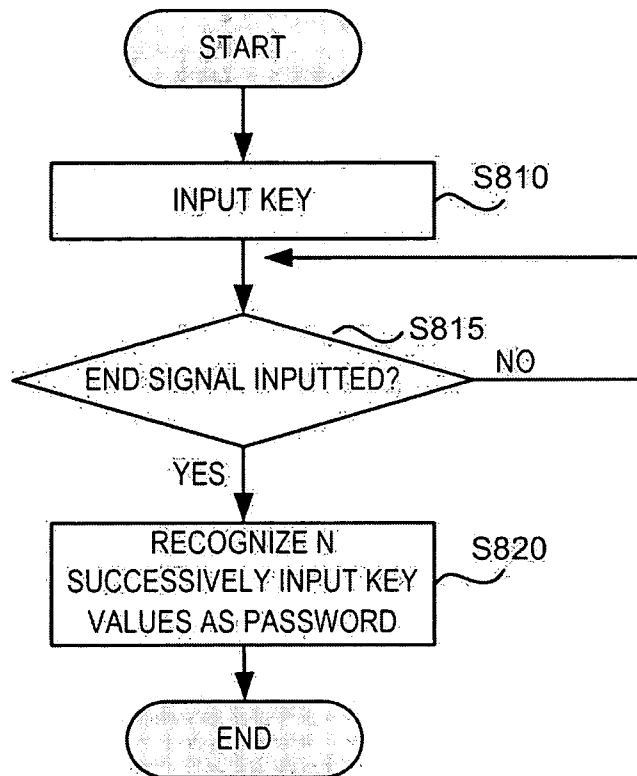 START
INPUT KEY
S810
S815
END SIGNAL INPUTTED?
NO
YES
RECOGNIZE N
SUCCESSIVELY INPUT KEY
VALUES AS PASSWORD
S820
END